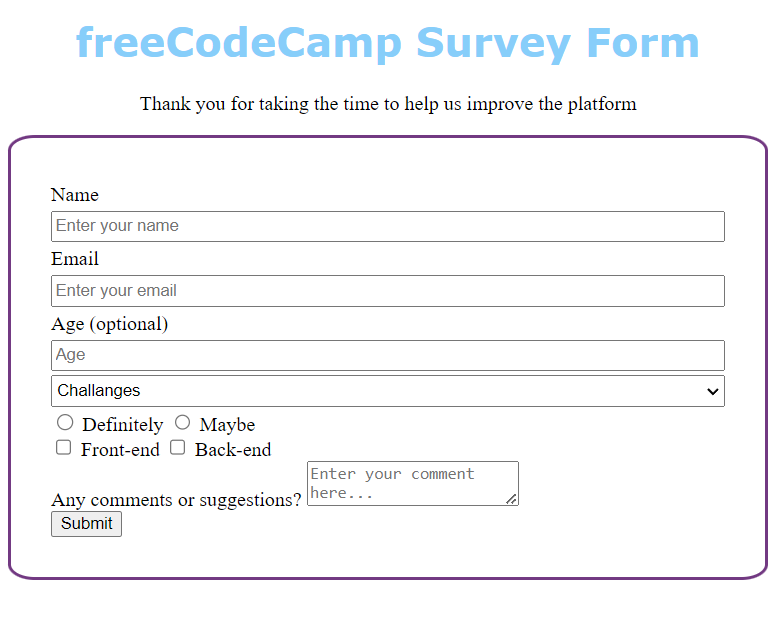 freeCodeCamp Survey Form
Thank you for taking the time to help us improve the platform
Name
Enter your name
Email
Enter your email
Age (optional)
Age
Challanges
Definitely Maybe
Front-end Back-end
Any comments or suggestions? Enter your comment
here...
Submit